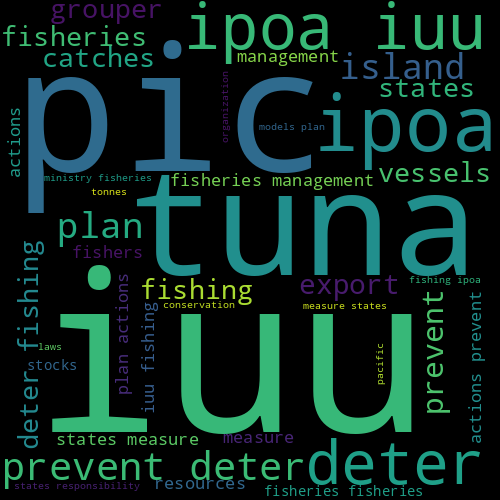 grouper
ipoa
iuu
fisheries
catches
management
island
states
pic
organization
models plan
ipoa
actions
ministry fisheries
tonnes
fisheries management
vessels
tuna
plan
fishers
deter fishing
fishing
export
fishing ipoa
conservation
measure states
iuu
plan actions
iuu fishing
prevent
actions prevent
laws
stocks
pacific
states measure
measure
prevent deter
deter
states responsibility
resources
fisheries fisheries